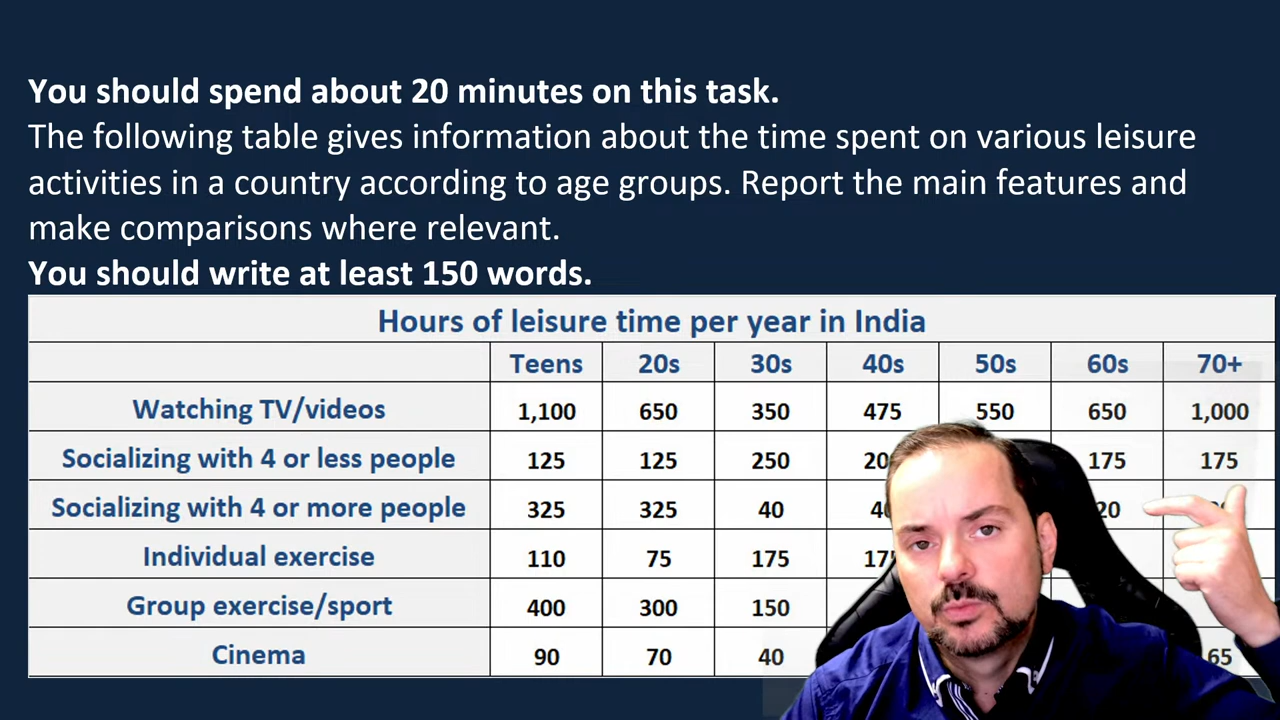 You should spend about 20 minutes on this task.
The following table gives information about the time spent on various leisure
activities in a country according to age groups. Report the main features and
make comparisons where relevant.
You should write at least 150 words.
Hours of leisure time per year in India
Teens 20s 30s 40s 50s 60s 70+
Watching TV/videos 1,100 650 350 475 550 650 1,000
Socializing with 4 or less people 125 125 250 175 175
Socializing with 4 or more people 325 325 40
Individual exercise 110 75 175
Group exercise/sport 400 300 150
Cinema 90 70 40 65